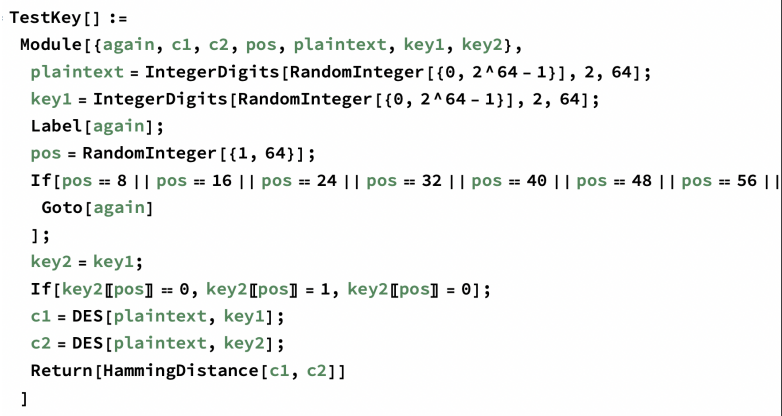 TestKey[] :=
Module[{again, c1, c2, pos, plaintext, key1, key2},
plaintext = IntegerDigits[RandomInteger[{0, 2^64 - 1}], 2, 64];
key1 = IntegerDigits[RandomInteger[{0, 2^64 - 1}], 2, 64];
Label[again];
pos = RandomInteger[{1, 64}];
If[pos == 8 || pos == 16 || pos == 24 || pos == 32 || pos == 40 || pos == 48 || pos == 56 ||
Goto[again]
];
key2 = key1;
If[key2〚pos〛 == 0, key2〚pos〛 = 1, key2〚pos〛 = 0];
c1 = DES[plaintext, key1];
c2 = DES[plaintext, key2];
Return[HammingDistance[c1, c2]]
]